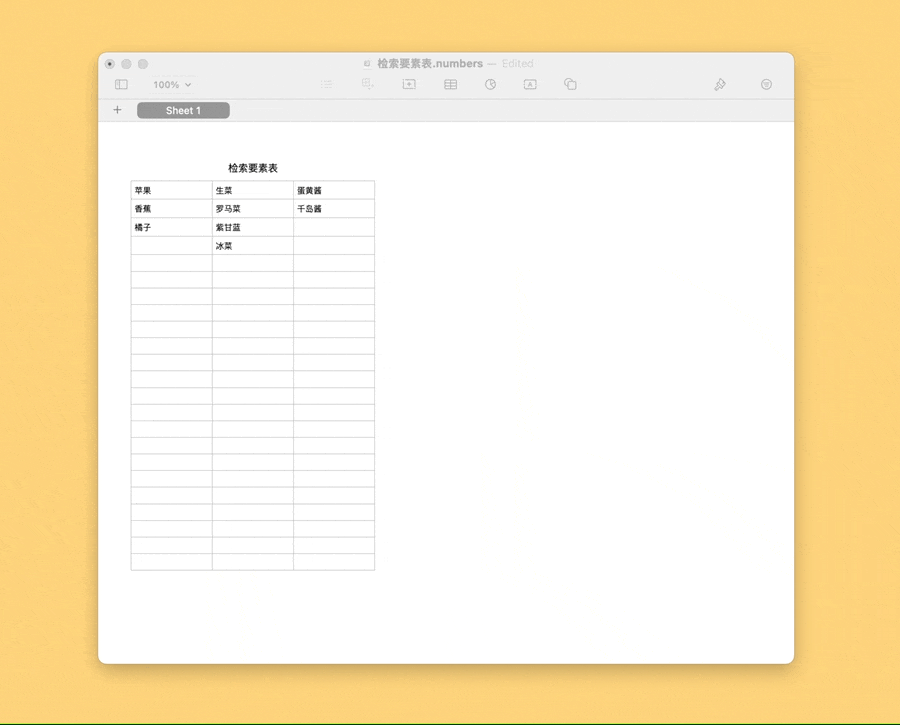 检索要素表.numbers — Edited
100%
Sheet 1
检索要素表
苹果 生菜 蛋黄酱
香蕉 罗马菜 千岛酱
橘子 紫甘蓝
冰菜